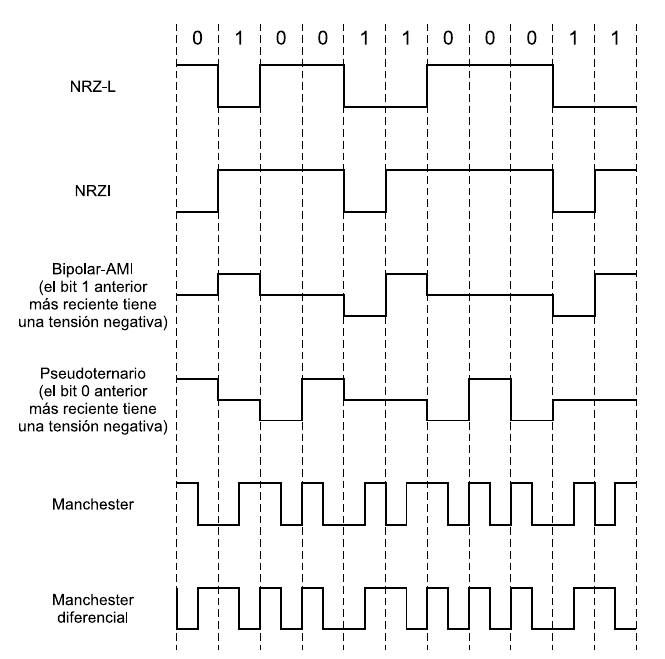 0 1 0 0 1 1 0 0 0 1 1
NRZ-L
NRZI
Bipolar-AMI
(el bit 1 anterior
más reciente tiene
una tensión negativa)
Pseudoternario
(el bit 0 anterior
más reciente tiene
una tensión negativa)
Manchester
Manchester
diferencial